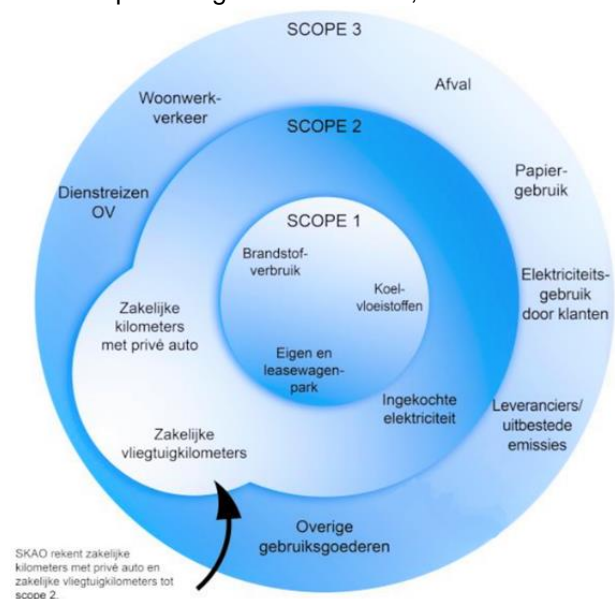 SCOPE 3
Afval
Woonwerk-
verkeer
SCOPE 2
Papier-
gebruik
Dienstreizen
OV
SCOPE 1
Brandstof-
verbruik
Koel-
vloeistoffen
Elektriciteits-
gebruik
door klanten
Zakelijke
kilometers
met privé auto
Eigen en
leasewagen-
park
Ingekochte
elektriciteit
Leveranciers/
uitbestede
emissies
Zakelijke
vliegtuigkilometers
Overige
gebruiksgoederen
SKAO rekent zakelijke
kilometers met privé auto en
zakelijke vliegtuigkilometers tot
scope 2.